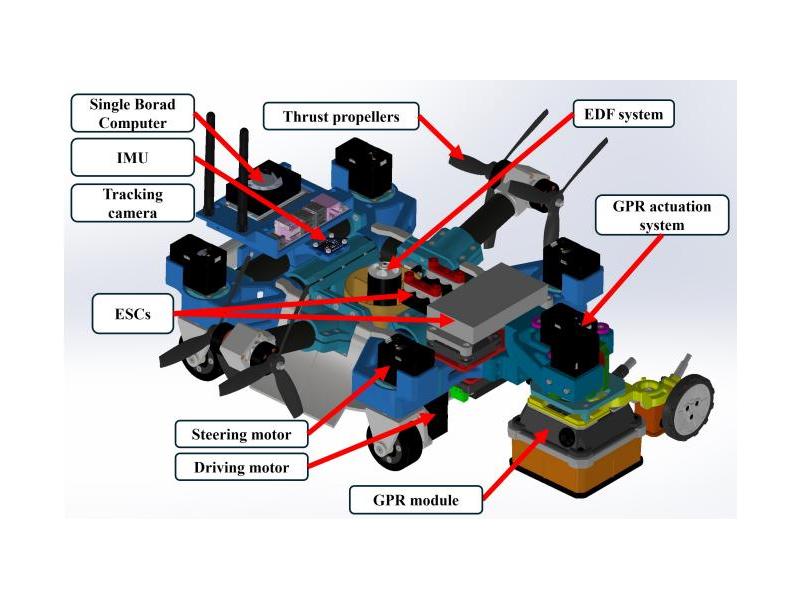 Single Borad
Computer
IMU
Tracking
camera
Thrust propellers
EDF system
GPR actuation
system
ESCs
Steering motor
Driving motor
GPR module